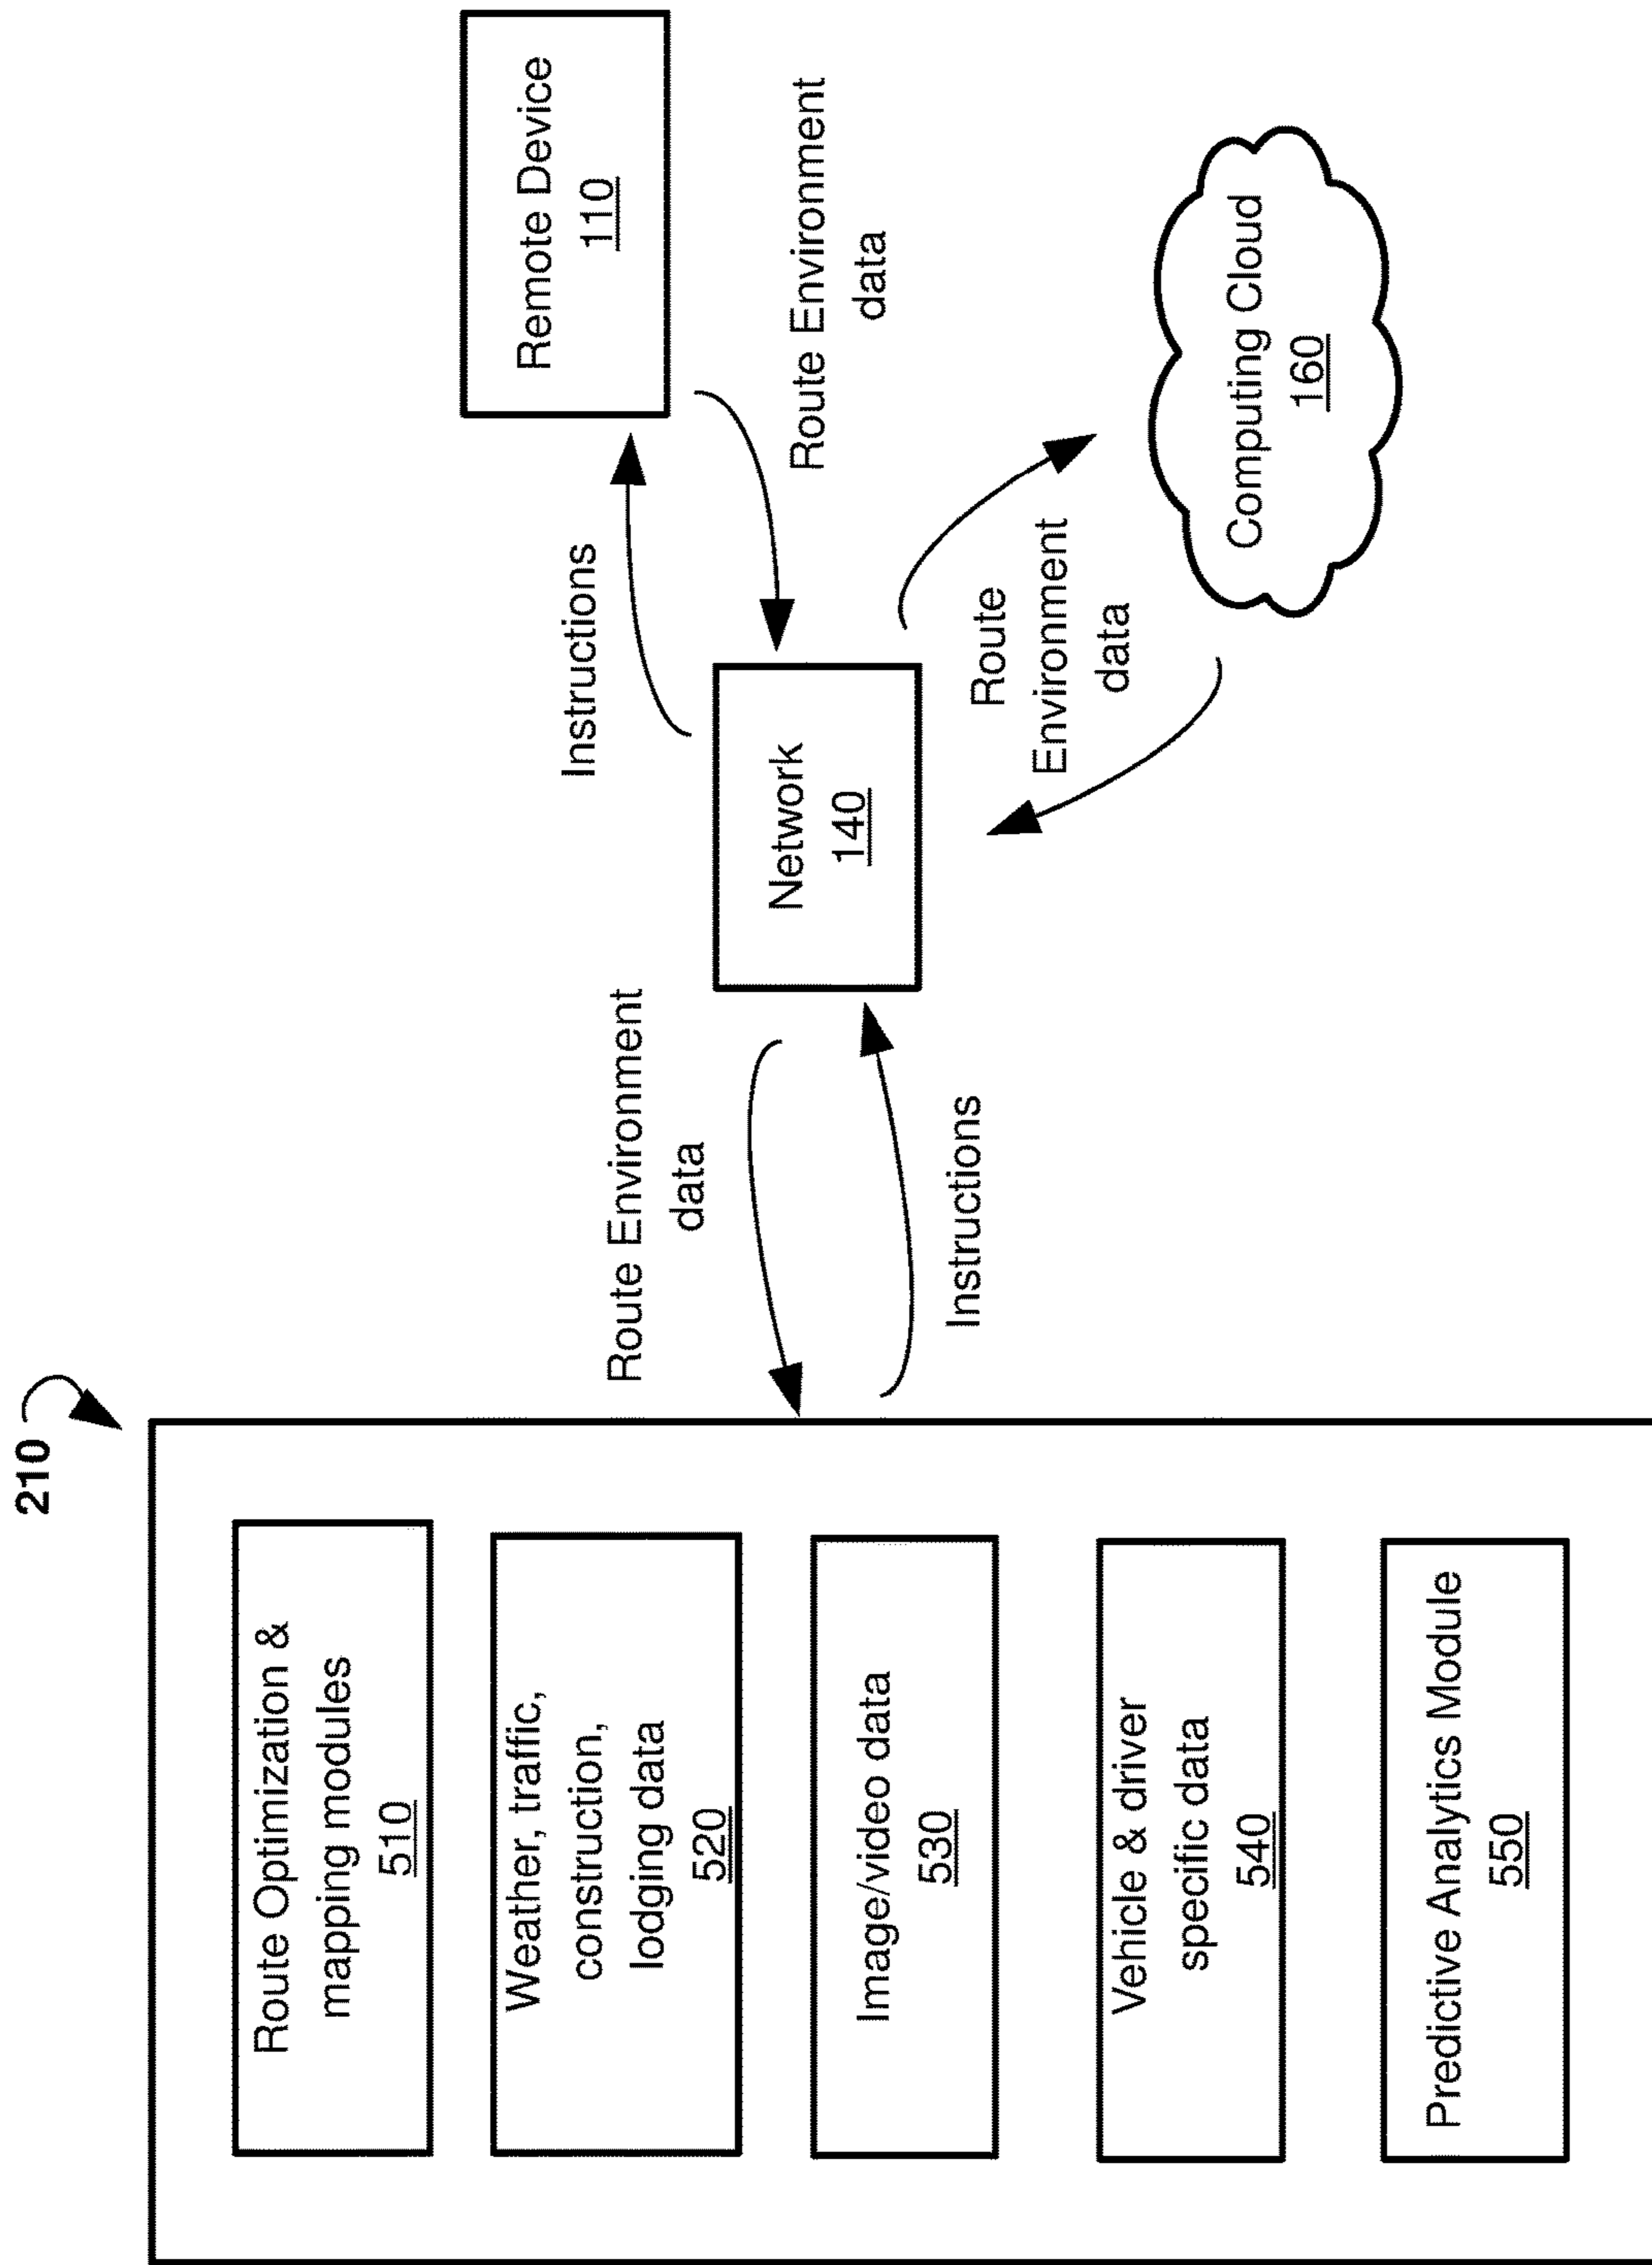 210
Route Optimization &
mapping modules
510
Weather, traffic,
construction,
lodging data
520
Image/video data
530
Vehicle & driver
specific data
540
Predictive Analytics Module
550
Route Environment
data
Instructions
Network
140
Instructions
Route Environment
data
Remote Device
110
Route
Environment
data
Computing Cloud
160